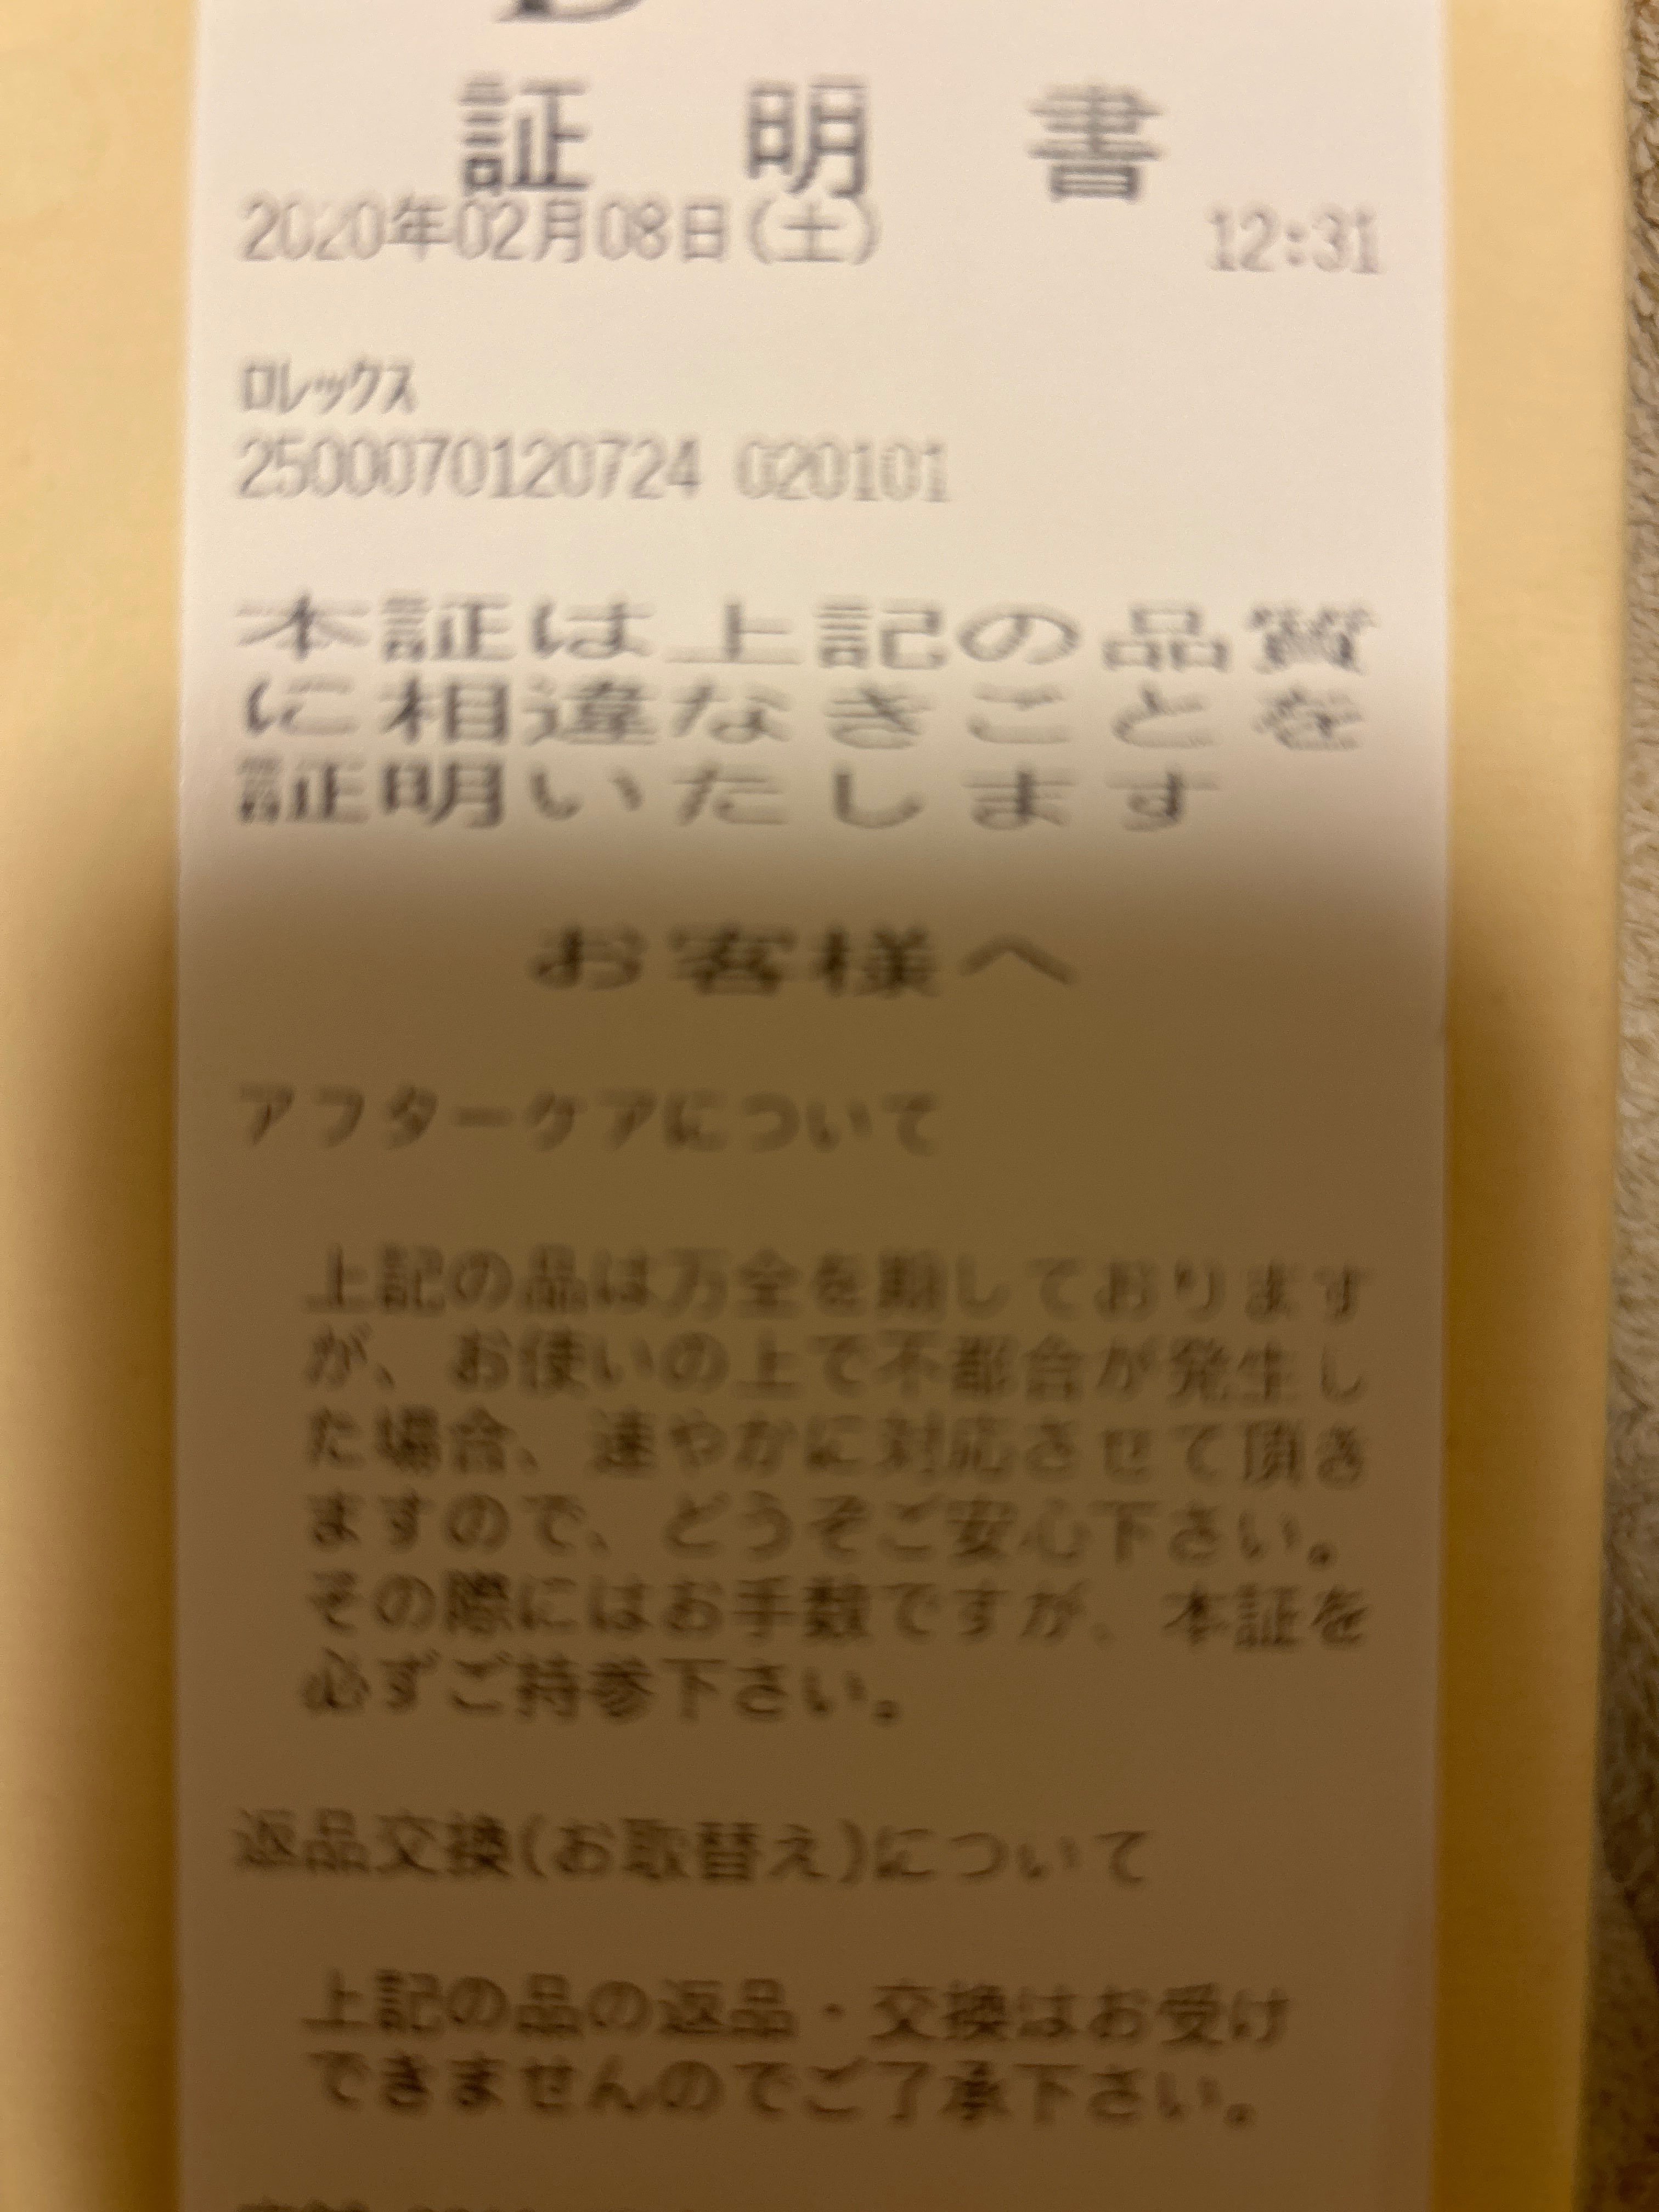 証明書
2020年02月08日(土) 12:31
ﾛﾚｯｸｽ
2500070120724 020101
本証は上記の品質
に相違なきことを
証明いたします
お客様へ
アフターケアについて
上記の品は万全を期しております
が、お使いの上で不都合が発生し
た場合、速やかに対応させて頂き
ますので、どうぞご安心下さい。
その際にはお手数ですが、本証を
必ずご持参下さい。
返品交換(お取替え)について
上記の品の返品・交換はお受け
できませんのでご了承下さい。